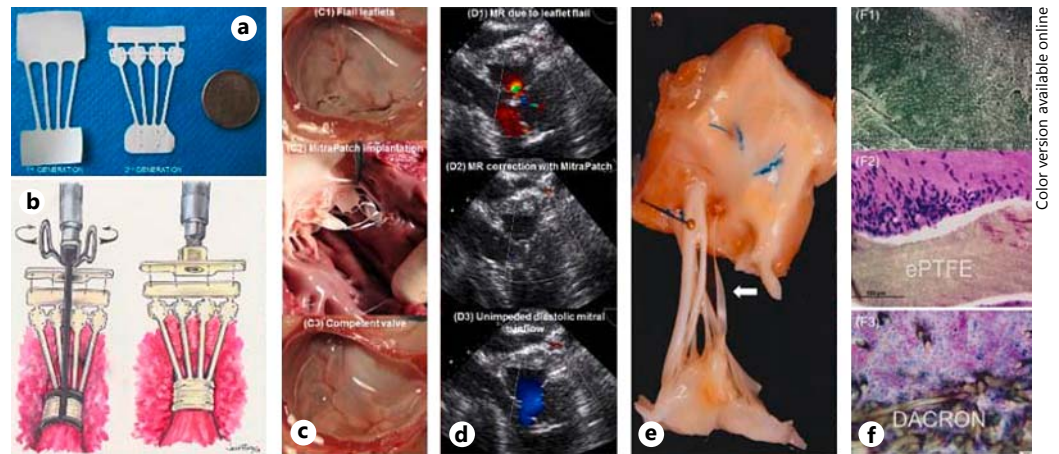 a
1st GENERATION
2nd GENERATION
b
(C1) Flail leaflets
(C2) MitraPatch implantation
(C3) Competent valve
c
(D1) MR due to leaflet flail
(D2) MR correction with MitraPatch
(D3) Unimpeded diastolic mitral
inflow
d
e
(F1)
(F2)
ePTFE
(F3)
DACRON
f
Color version available online